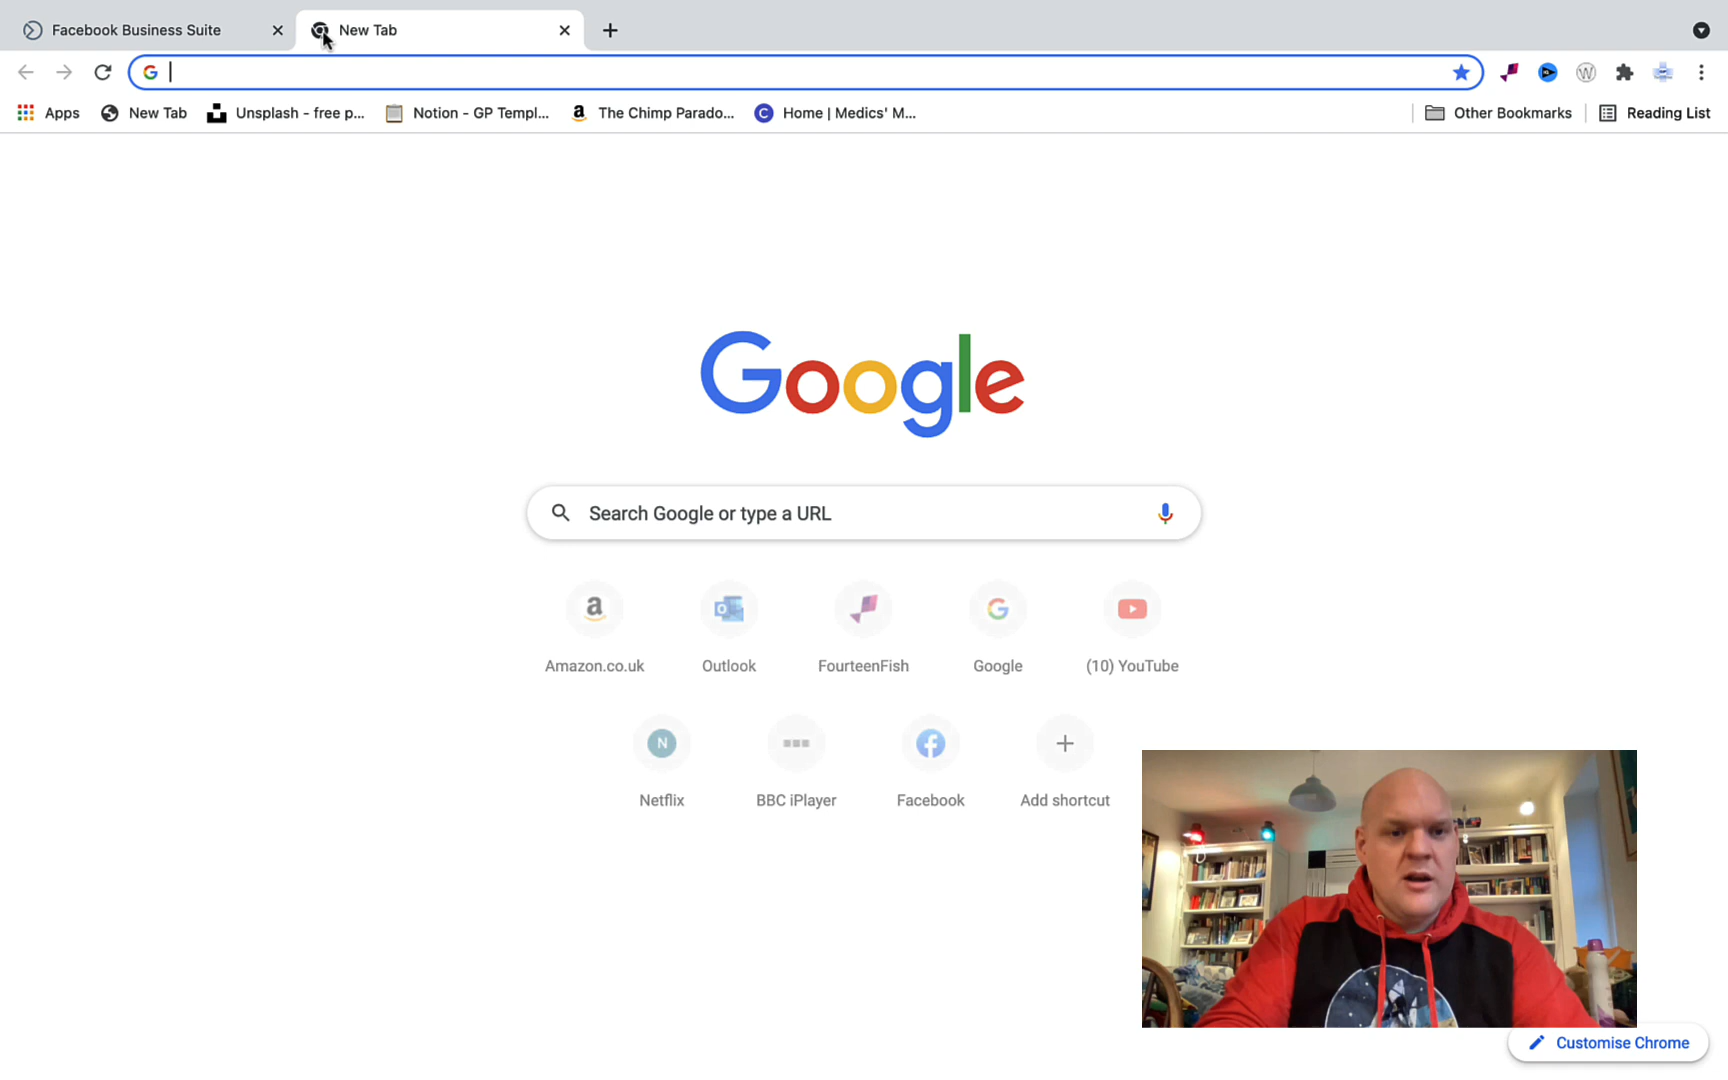 Facebook Business Suite
New Tab
Apps
New Tab
Unsplash - free p...
Notion - GP Templ...
a
The Chimp Parado...
C
Home | Medics' M...
Other Bookmarks
Reading List
Google
Search Google or type a URL
a
Amazon.co.uk
Outlook
FourteenFish
G
Google
(10) YouTube
N
Netflix
BBC iPlayer
f
Facebook
Add shortcut
Customise Chrome